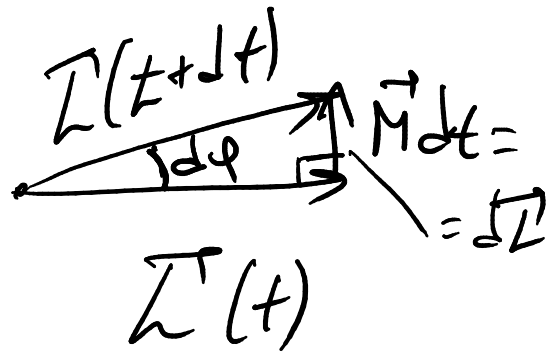 L⃗(t+dt)
dφ
M⃗dt=
=dL⃗
L⃗(t)